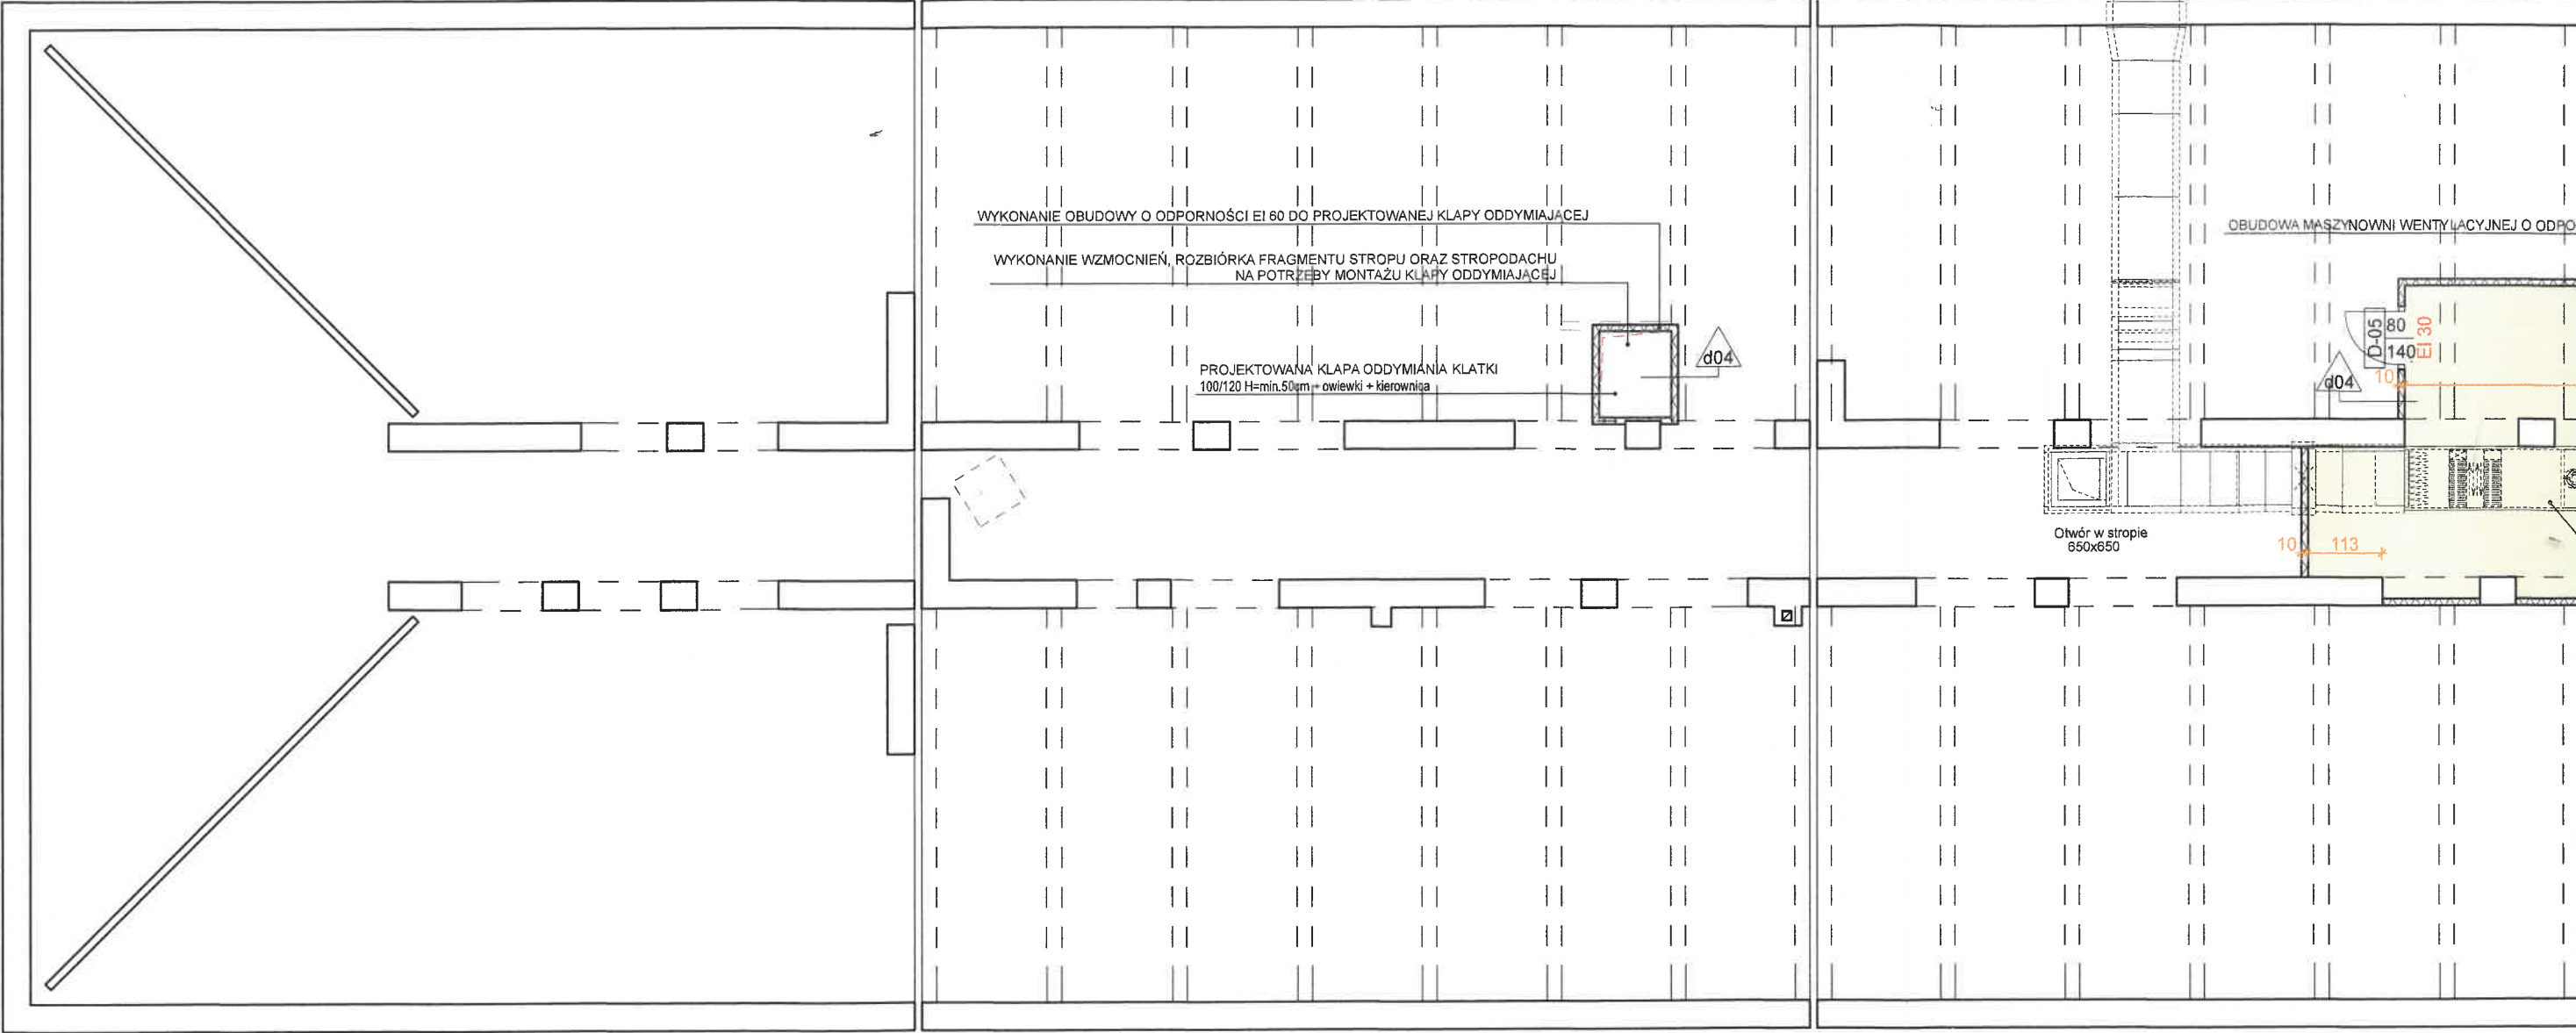 WYKONANIE OBUDOWY O ODPORNOŚCI EI 60 DO PROJEKTOWANEJ KLAPY ODDYMIAJĄCEJ
WYKONANIE WZMOCNIEŃ, ROZBIÓRKA FRAGMENTU STROPU ORAZ STROPODACHU
NA POTRZEBY MONTAŻU KLAPY ODDYMIAJĄCEJ
PROJEKTOWANA KLAPA ODDYMIANIA KLATKI
100/120 H=min.50cm + owiewki + kierownica
d04
OBUDOWA MASZYNOWNI WENTYLACYJNEJ O ODPO
D-05
80
140
EI 30
d04
10
Otwór w stropie
650x650
10
113